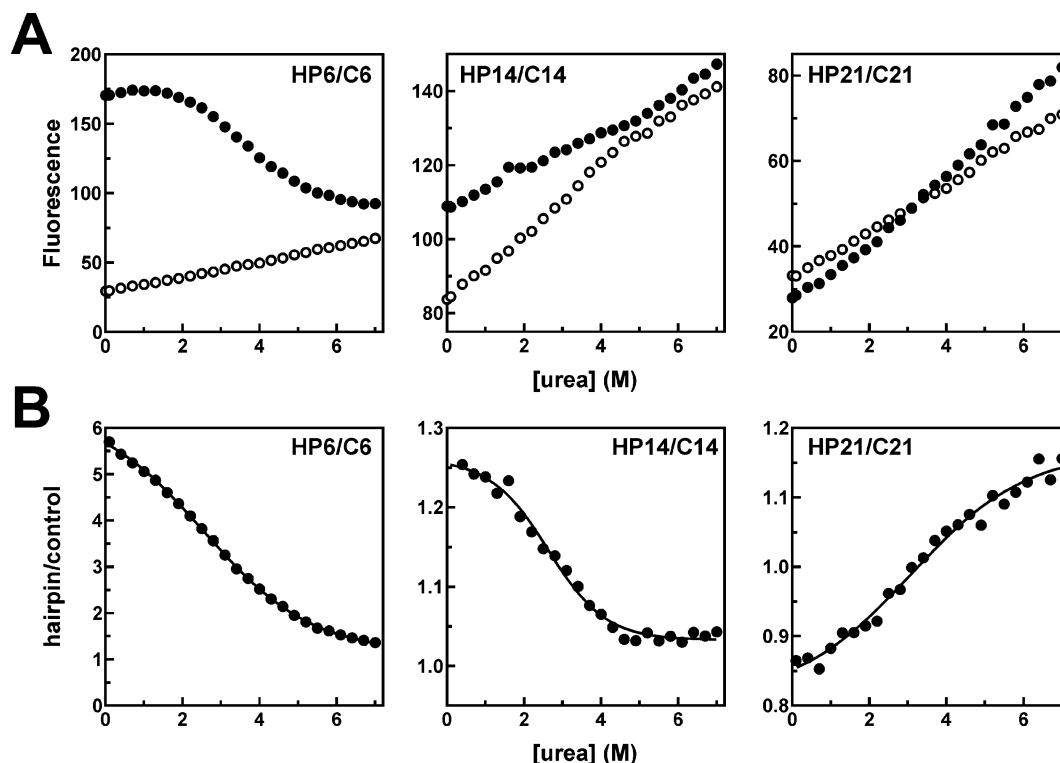 A
HP6/C6
HP14/C14
HP21/C21
Fluorescence
200
150
100
50
0
0 2 4 6
140
120
100
80
0 2 4 6
80
60
40
20
0 2 4 6
[urea] (M)
B
HP6/C6
HP14/C14
HP21/C21
hairpin/control
6
5
4
3
2
1
0
0 2 4 6
1.3
1.2
1.1
1.0
0 2 4 6
1.2
1.1
1.0
0.9
0.8
0 2 4 6
[urea] (M)